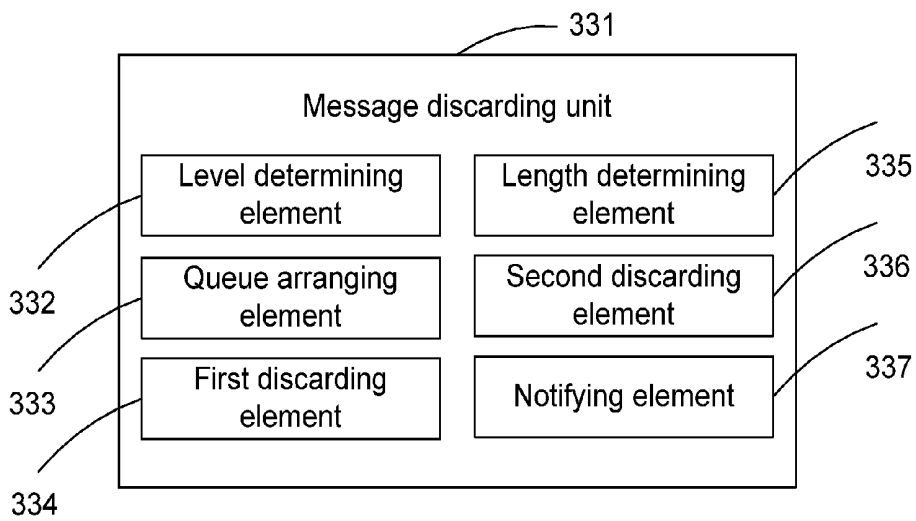 331
Message discarding unit
Level determining
element
Length determining
element
335
332
Queue arranging
element
Second discarding
element
336
333
First discarding
element
Notifying element
337
334